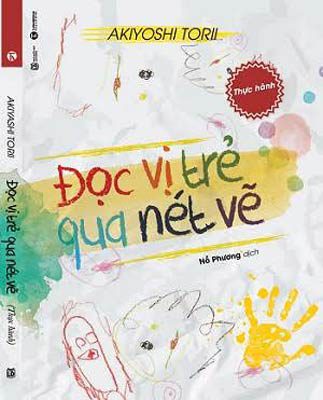 AKIYOSHI TORII
Thực hành
Đọc vị trẻ
qua nét vẽ
Hồ Phương dịch
AKIYASHI TORII
Đọc vị trẻ qua nét vẽ
(Thực hành)